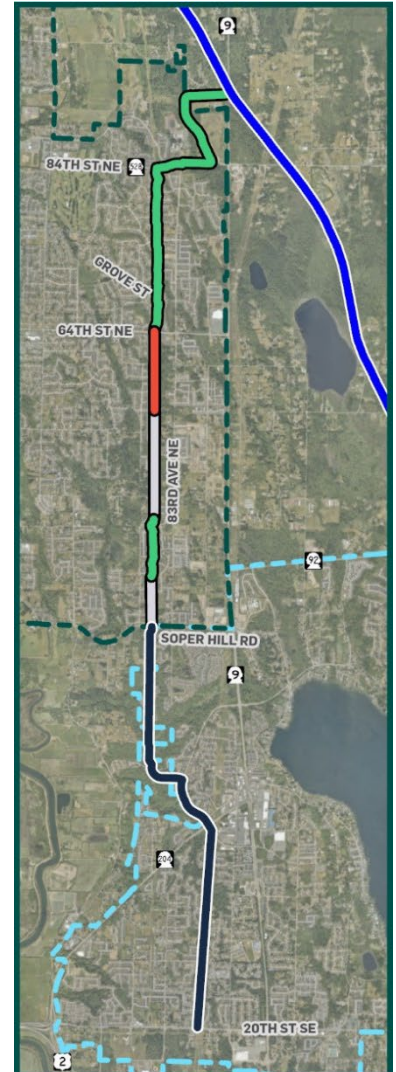 9
84TH ST NE
528
GROVE ST
64TH ST NE
83RD AVE NE
92
SOPER HILL RD
9
204
20TH ST SE
2